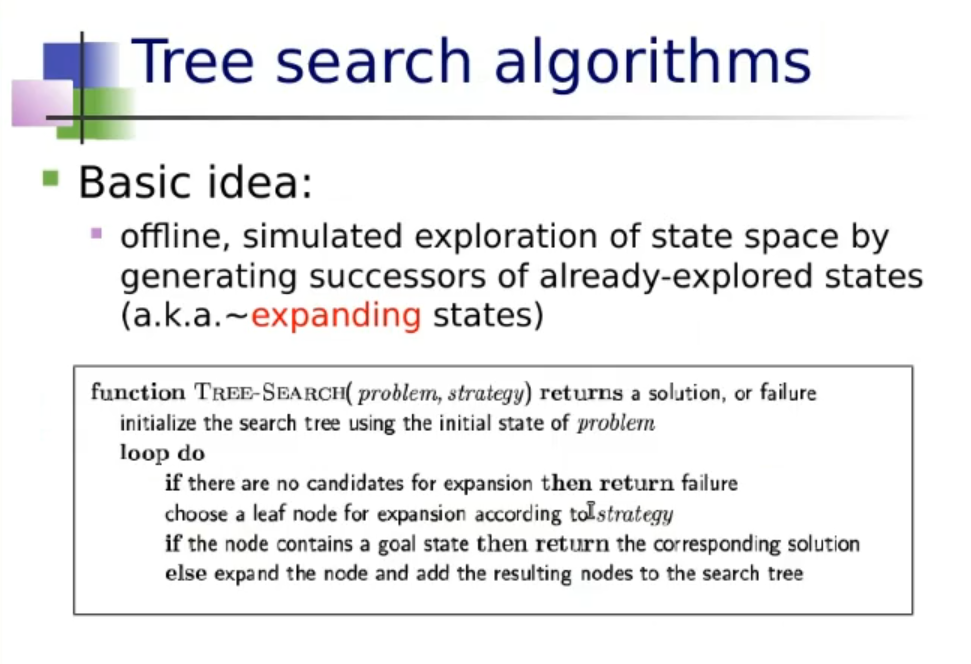 Tree search algorithms
Basic idea:
offline, simulated exploration of state space by
generating successors of already-explored states
(a.k.a.~expanding states)
function TREE-SEARCH( problem, strategy) returns a solution, or failure
initialize the search tree using the initial state of problem
loop do
if there are no candidates for expansion then return failure
choose a leaf node for expansion according to strategy
if the node contains a goal state then return the corresponding solution
else expand the node and add the resulting nodes to the search tree